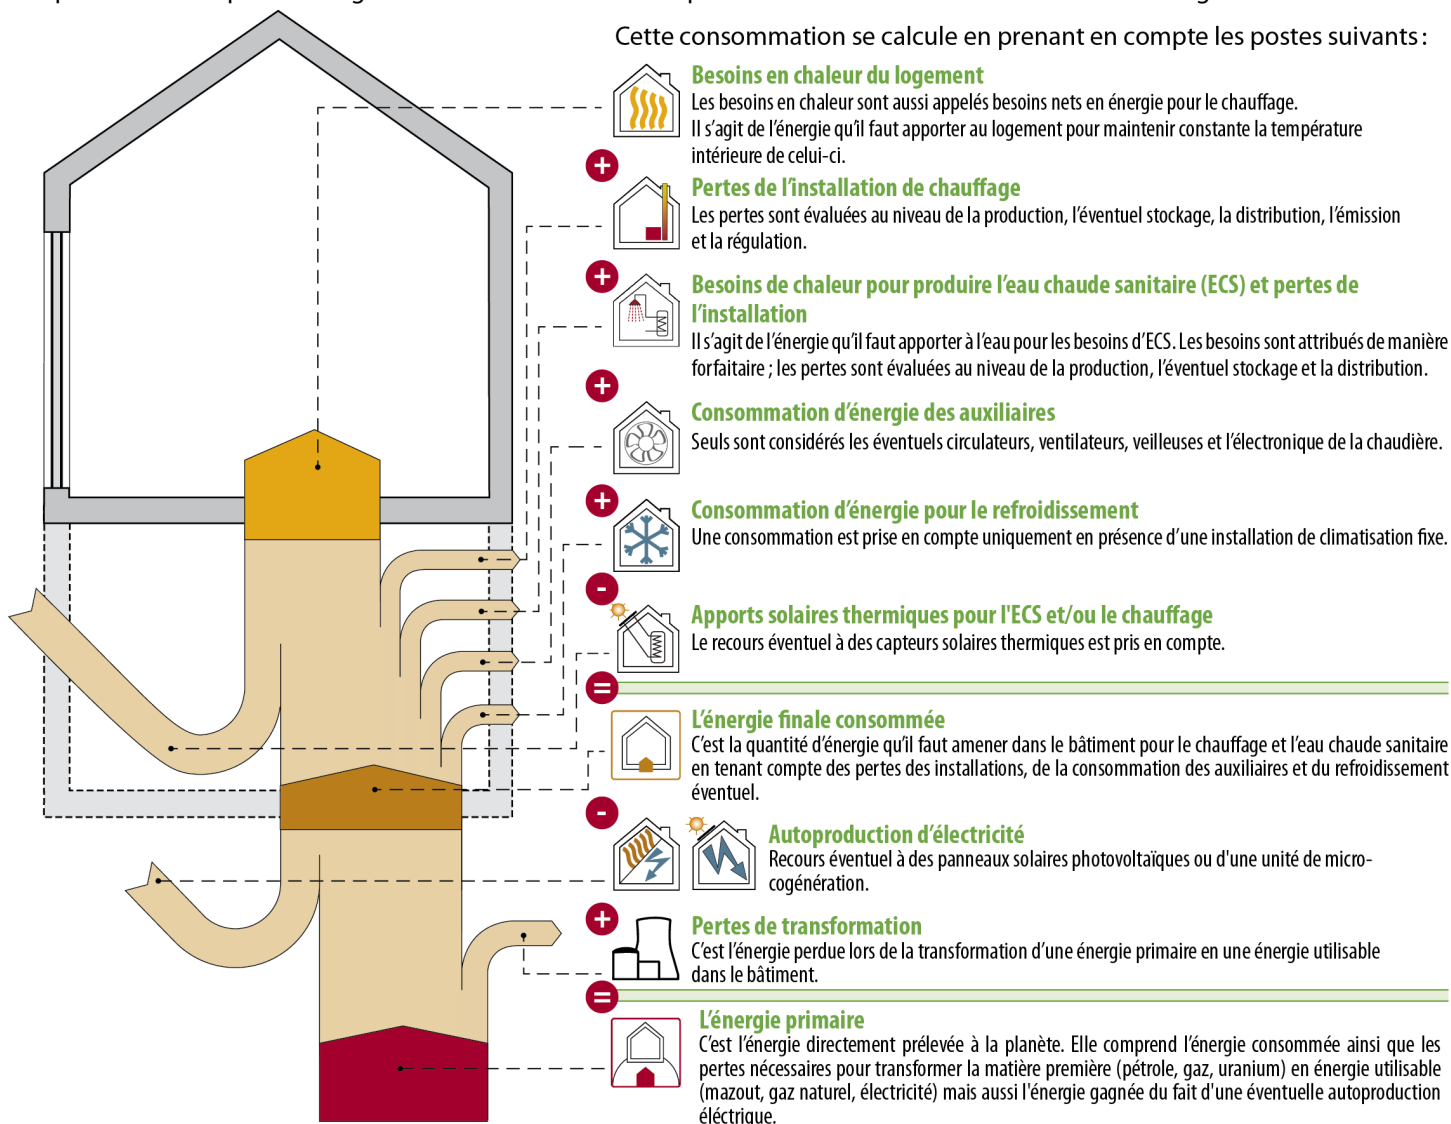 Cette consommation se calcule en prenant en compte les postes suivants :
Besoins en chaleur du logement
Les besoins en chaleur sont aussi appelés besoins nets en énergie pour le chauffage.
Il s’agit de l’énergie qu’il faut apporter au logement pour maintenir constante la température
intérieure de celui-ci.
+
Pertes de l’installation de chauffage
Les pertes sont évaluées au niveau de la production, l’éventuel stockage, la distribution, l’émission
et la régulation.
+
Besoins de chaleur pour produire l’eau chaude sanitaire (ECS) et pertes de
l’installation
Il s’agit de l’énergie qu’il faut apporter à l’eau pour les besoins d’ECS. Les besoins sont attribués de manière
forfaitaire ; les pertes sont évaluées au niveau de la production, l’éventuel stockage et la distribution.
+
Consommation d’énergie des auxiliaires
Seuls sont considérés les éventuels circulateurs, ventilateurs, veilleuses et l’électronique de la chaudière.
+
Consommation d’énergie pour le refroidissement
Une consommation est prise en compte uniquement en présence d’une installation de climatisation fixe.
-
Apports solaires thermiques pour l'ECS et/ou le chauffage
Le recours éventuel à des capteurs solaires thermiques est pris en compte.
=
L’énergie finale consommée
C’est la quantité d’énergie qu’il faut amener dans le bâtiment pour le chauffage et l’eau chaude sanitaire
en tenant compte des pertes des installations, de la consommation des auxiliaires et du refroidissement
éventuel.
-
Autoproduction d’électricité
Recours éventuel à des panneaux solaires photovoltaïques ou d'une unité de micro-
cogénération.
+
Pertes de transformation
C’est l’énergie perdue lors de la transformation d’une énergie primaire en une énergie utilisable
dans le bâtiment.
=
L’énergie primaire
C’est l’énergie directement prélevée à la planète. Elle comprend l’énergie consommée ainsi que les
pertes nécessaires pour transformer la matière première (pétrole, gaz, uranium) en énergie utilisable
(mazout, gaz naturel, électricité) mais aussi l'énergie gagnée du fait d'une éventuelle autoproduction
électrique.